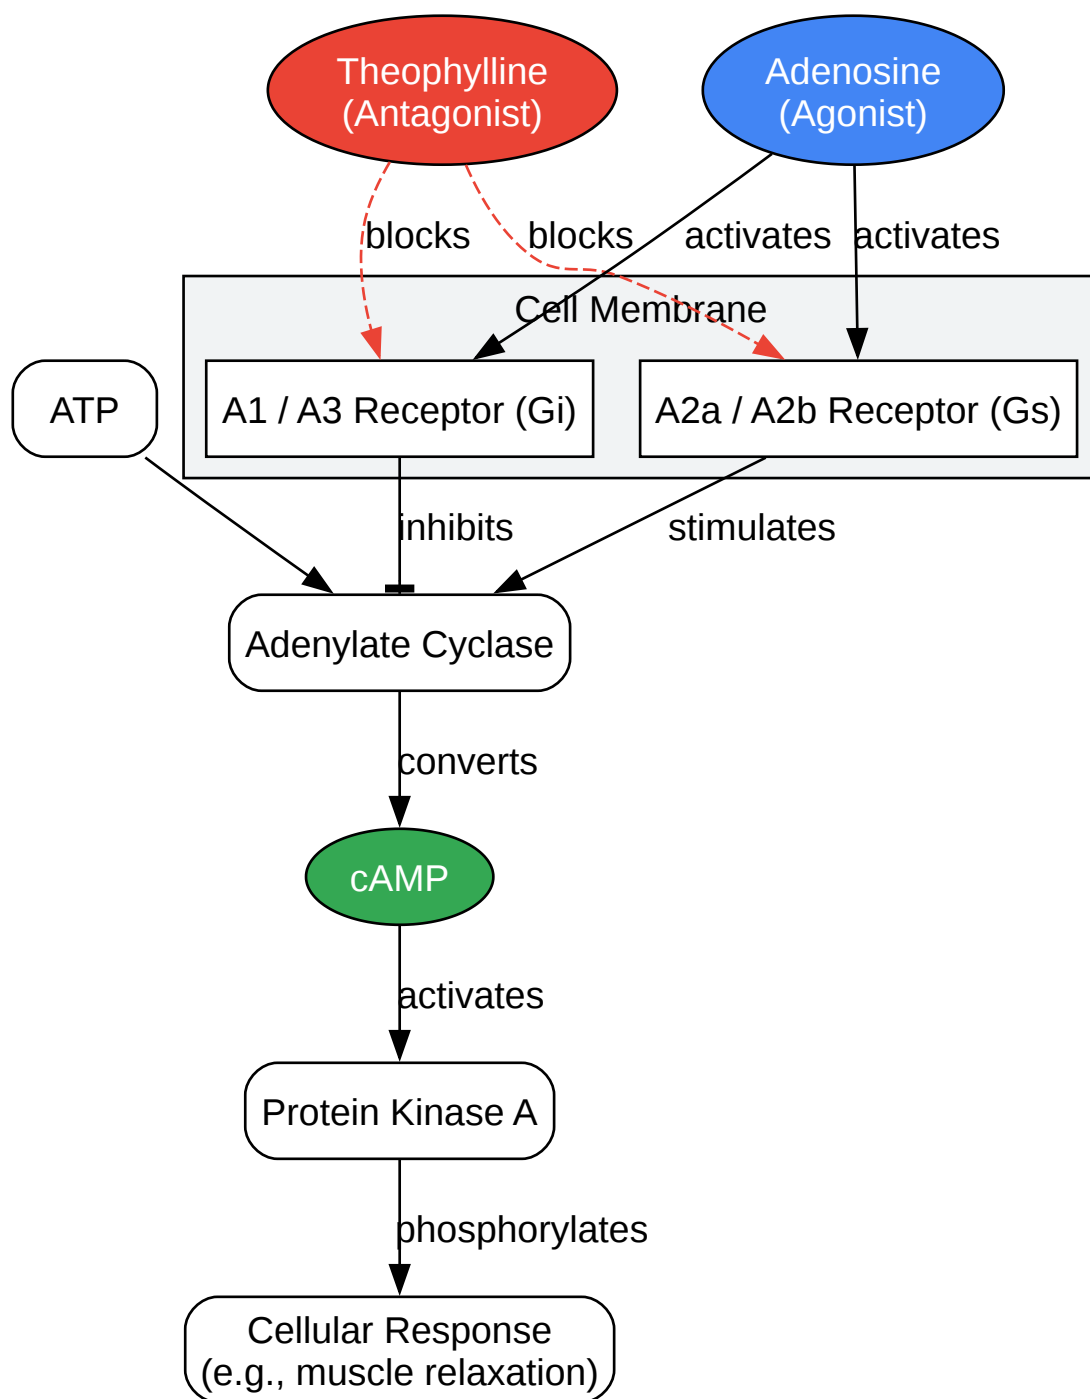 Theophylline
(Antagonist)
Adenosine
(Agonist)
blocks
blocks
activates
activates
Cell Membrane
ATP
A1 / A3 Receptor (Gi)
A2a / A2b Receptor (Gs)
inhibits
stimulates
Adenylate Cyclase
converts
cAMP
activates
Protein Kinase A
phosphorylates
Cellular Response
(e.g., muscle relaxation)